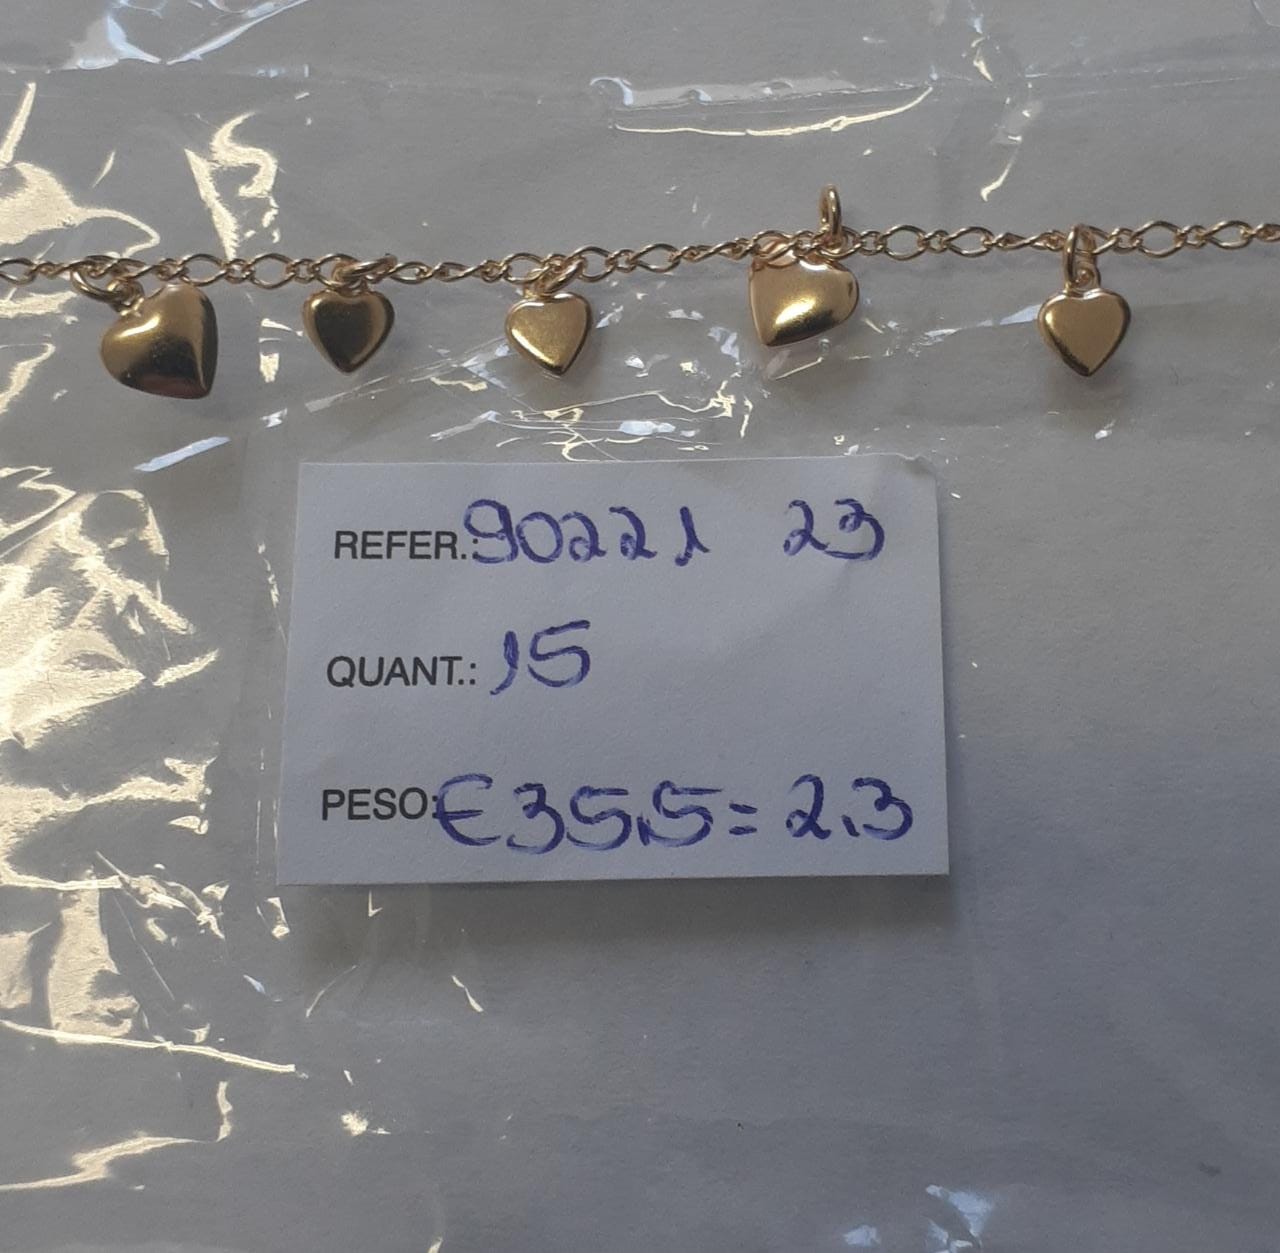 REFER.: 90221 23
QUANT.: 15
PESO: €35,5 = 2.3